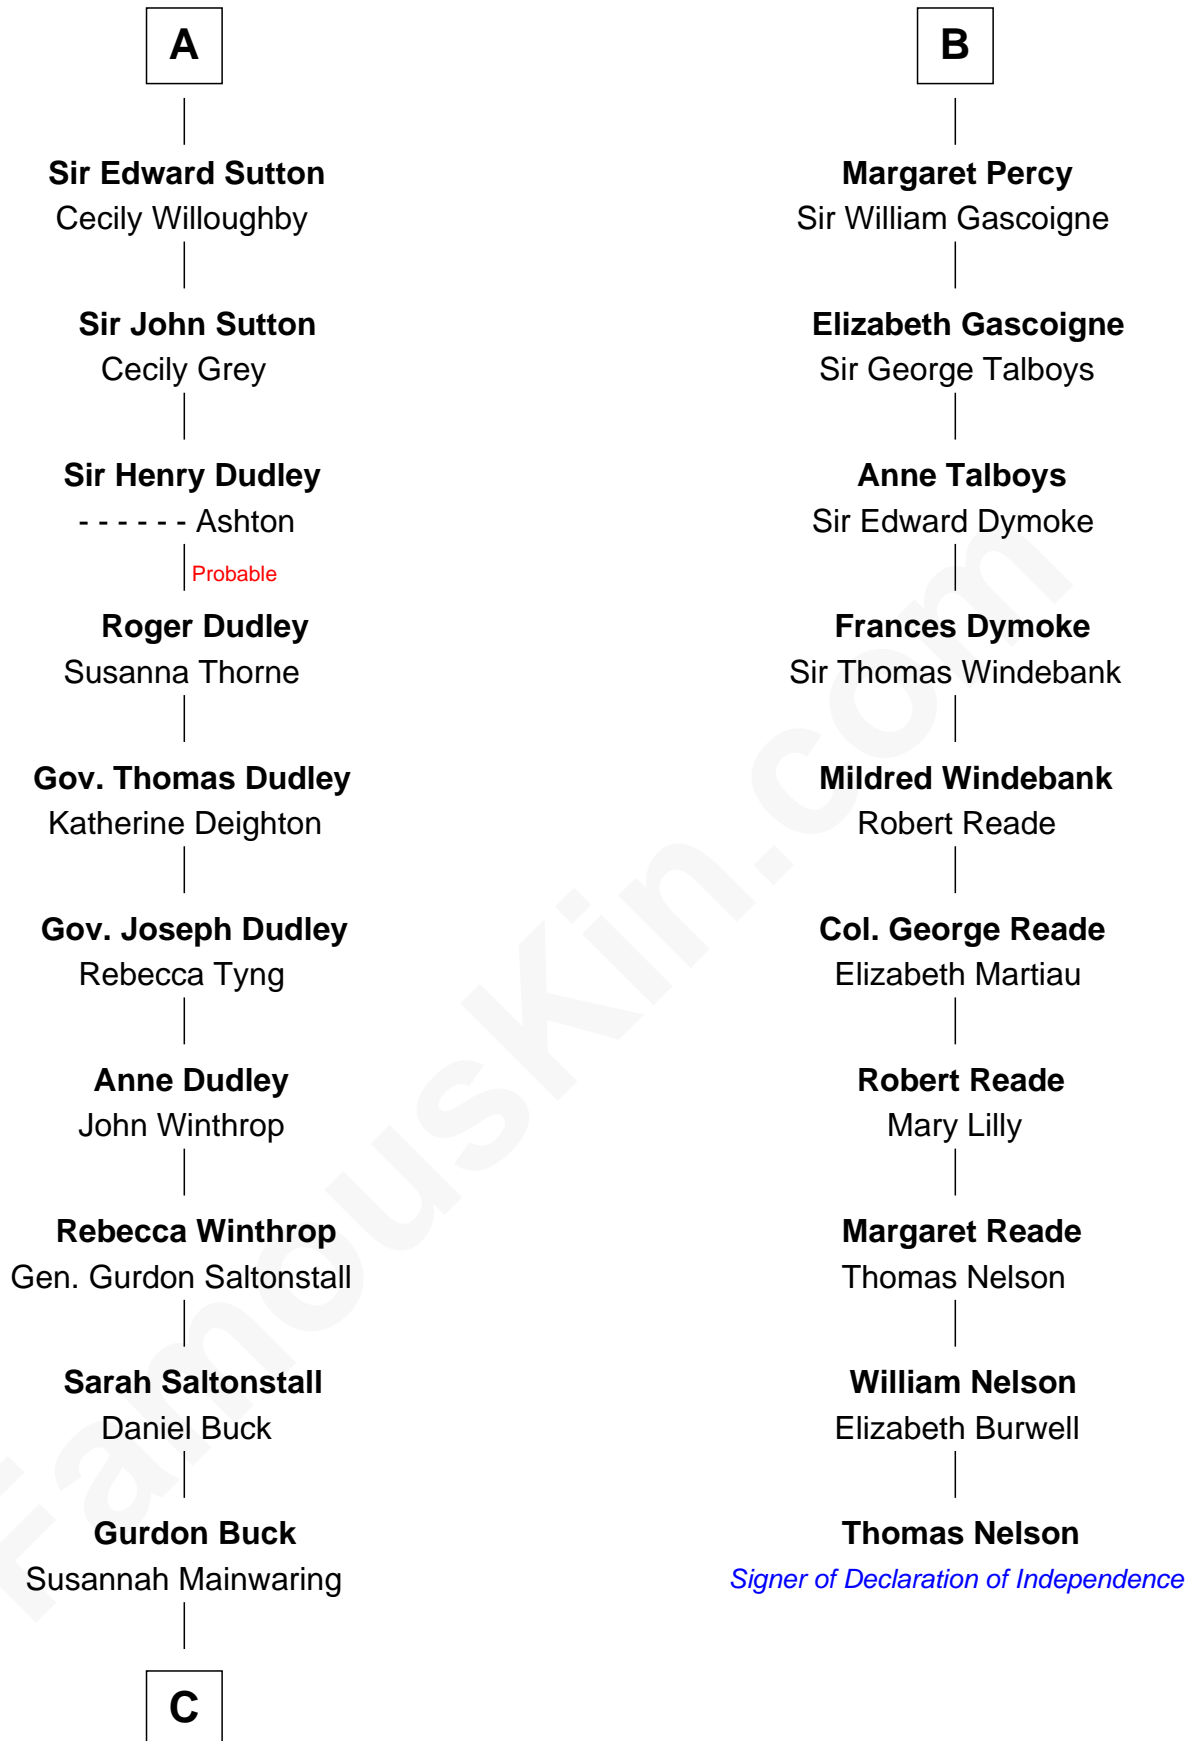 A
Sir Edward Sutton
Cecily Willoughby
Sir John Sutton
Cecily Grey
Sir Henry Dudley
- - - - - - Ashton
Probable
Roger Dudley
Susanna Thorne
Gov. Thomas Dudley
Katherine Deighton
Gov. Joseph Dudley
Rebecca Tyng
Anne Dudley
John Winthrop
Rebecca Winthrop
Gen. Gurdon Saltonstall
Sarah Saltonstall
Daniel Buck
Gurdon Buck
Susannah Mainwaring
C
B
Margaret Percy
Sir William Gascoigne
Elizabeth Gascoigne
Sir George Talboys
Anne Talboys
Sir Edward Dymoke
Frances Dymoke
Sir Thomas Windebank
Mildred Windebank
Robert Reade
Col. George Reade
Elizabeth Martiau
Robert Reade
Mary Lilly
Margaret Reade
Thomas Nelson
William Nelson
Elizabeth Burwell
Thomas Nelson
Signer of Declaration of Independence
FamousKin.com